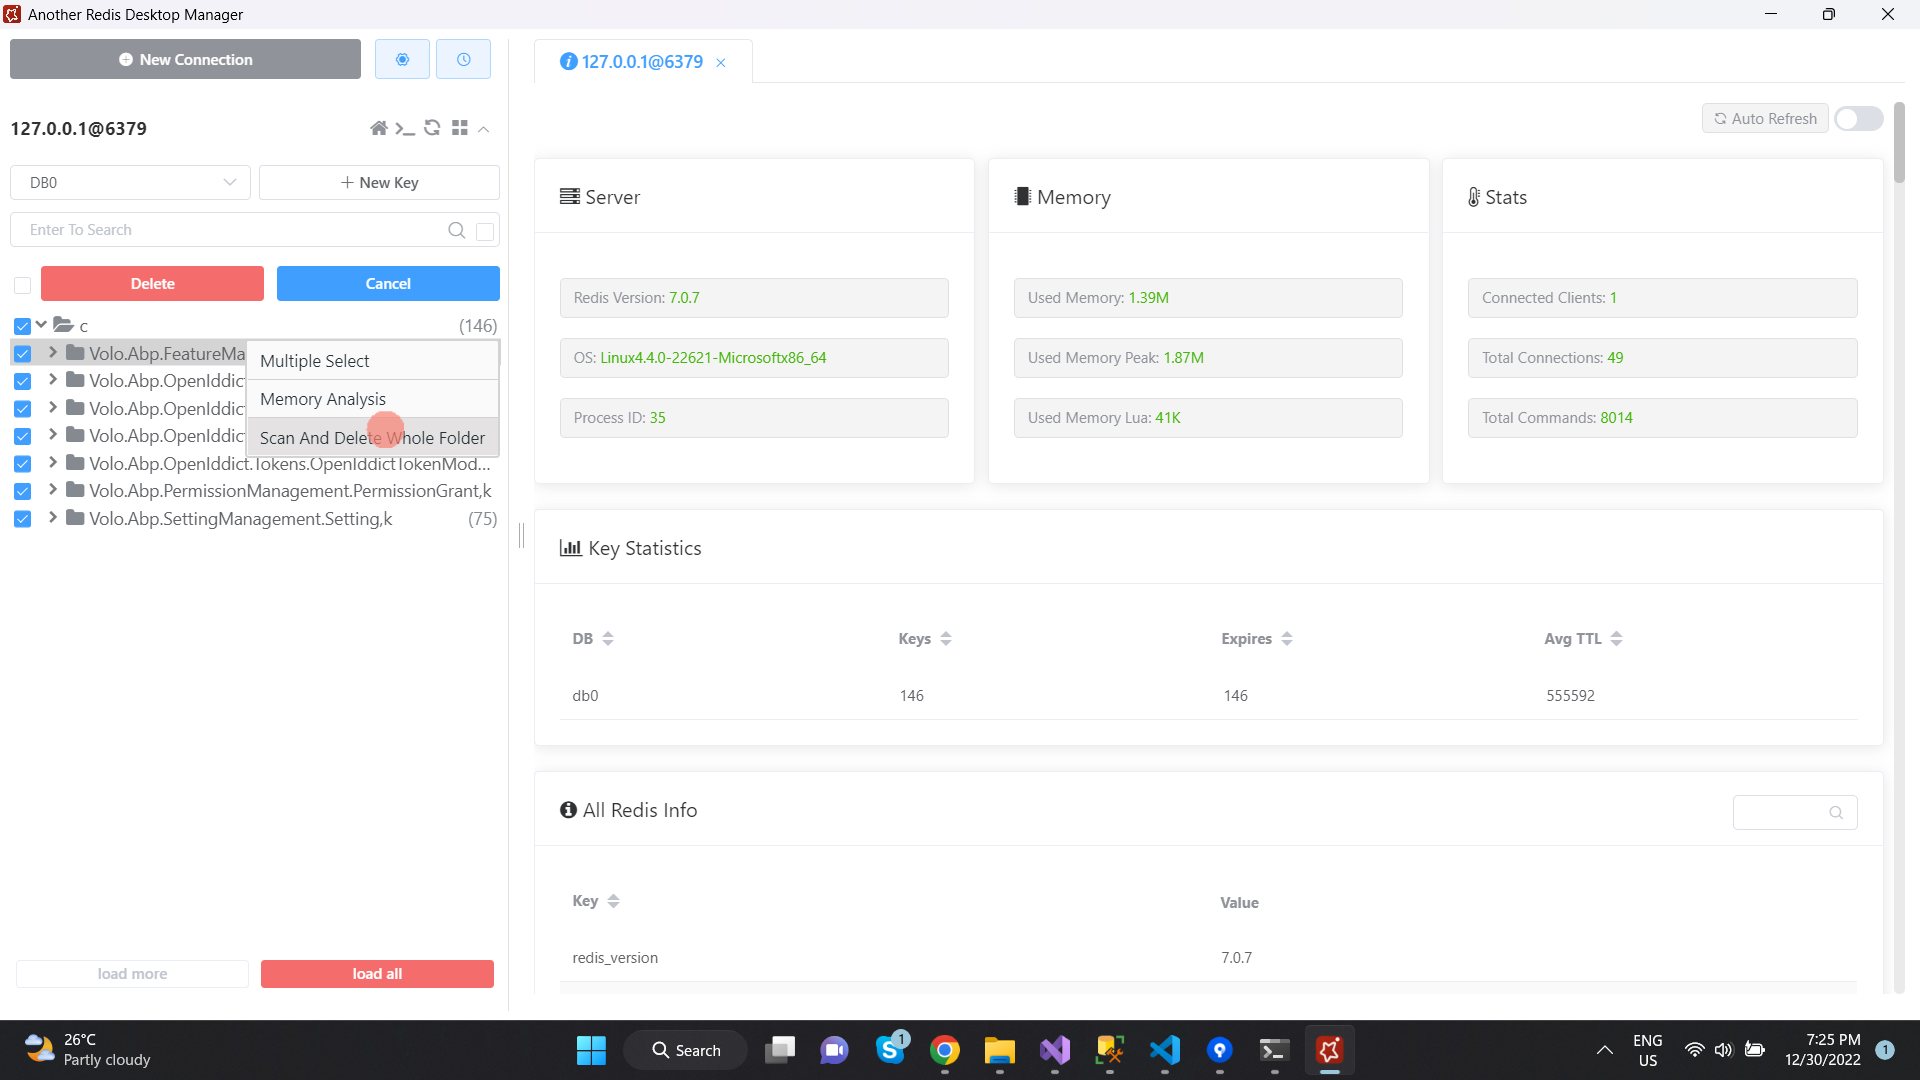 Another Redis Desktop Manager
New Connection
127.0.0.1@6379
DB0
New Key
Enter To Search
Delete
Cancel
c (146)
Volo.Abp.FeatureMa
Volo.Abp.OpenIddict
Volo.Abp.OpenIddic
Volo.Abp.OpenIddic
Volo.Abp.OpenIddict.Tokens.OpenIddictTokenMod...
Volo.Abp.PermissionManagement.PermissionGrant,k
Volo.Abp.SettingManagement.Setting,k (75)
Multiple Select
Memory Analysis
Scan And Delete Whole Folder
load more
load all
127.0.0.1@6379
Auto Refresh
Server
Redis Version: 7.0.7
OS: Linux4.4.0-22621-Microsoftx86_64
Process ID: 35
Memory
Used Memory: 1.39M
Used Memory Peak: 1.87M
Used Memory Lua: 41K
Stats
Connected Clients: 1
Total Connections: 49
Total Commands: 8014
Key Statistics
DB Keys Expires Avg TTL
db0 146 146 555592
All Redis Info
Key Value
redis_version 7.0.7
26°C
Partly cloudy
Search
1
ENG
US
7:25 PM
12/30/2022
1